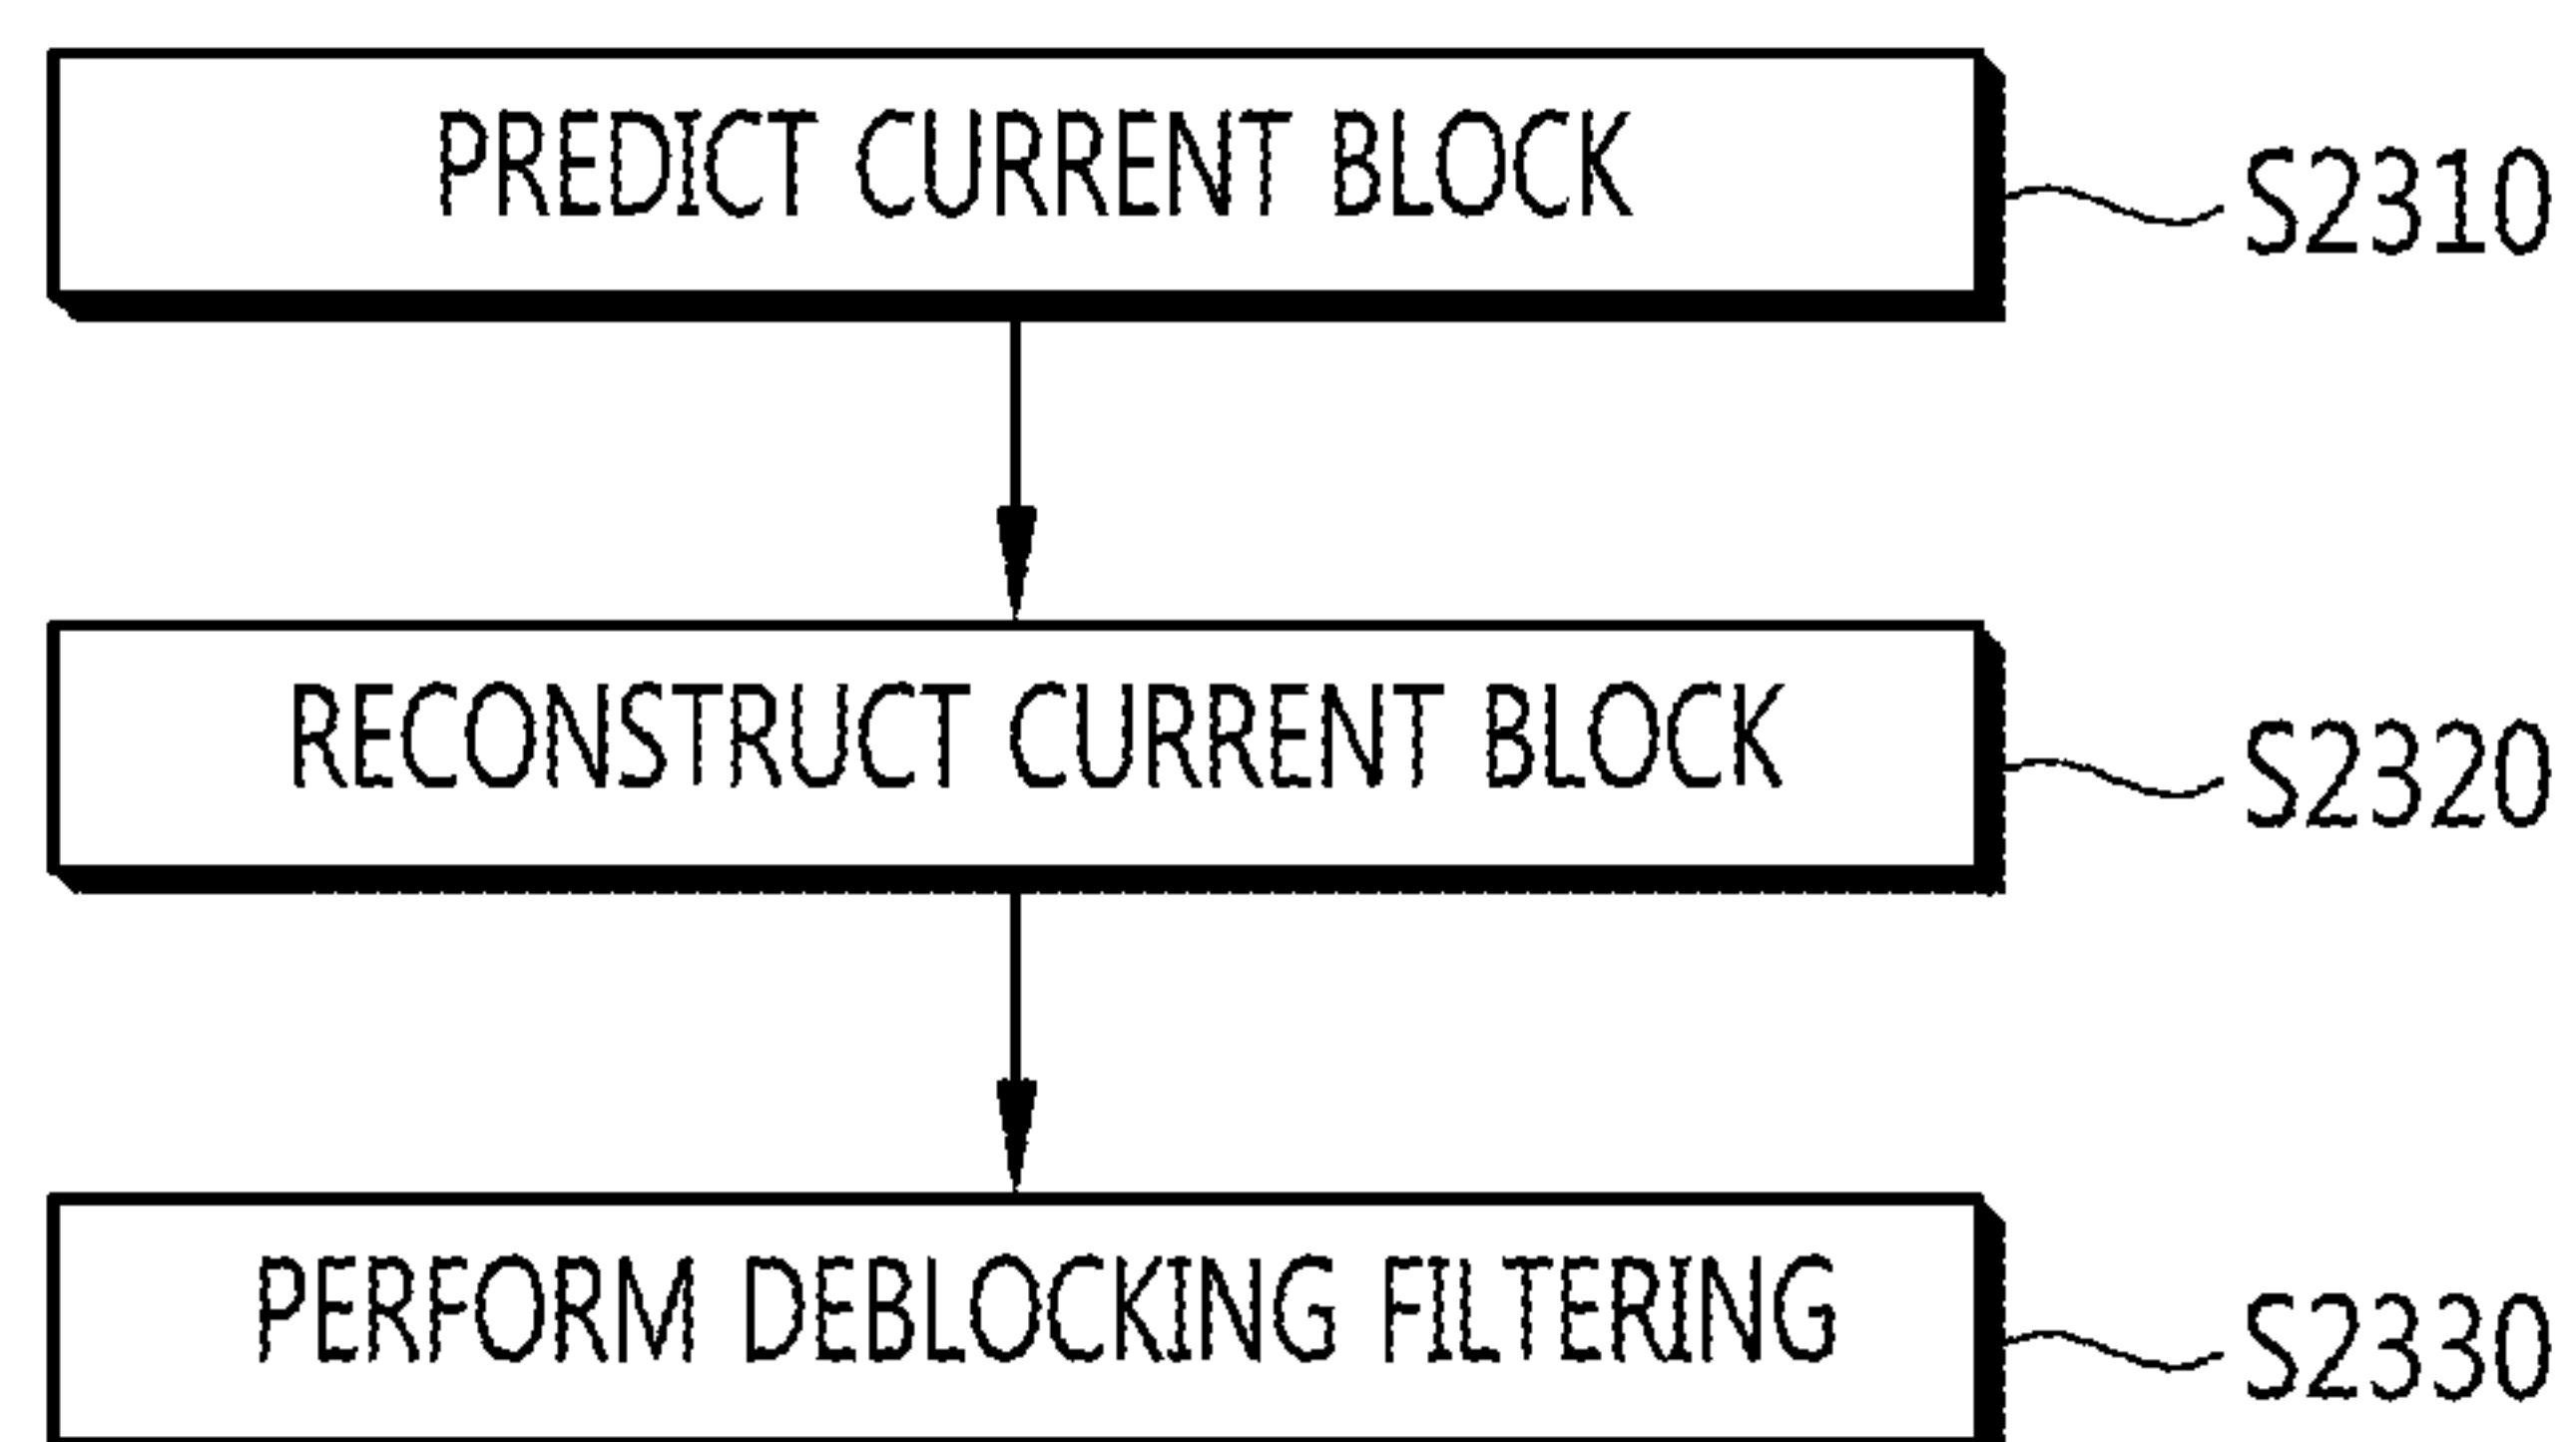 PREDICT CURRENT BLOCK
S2310
RECONSTRUCT CURRENT BLOCK
S2320
PERFORM DEBLOCKING FILTERING
S2330